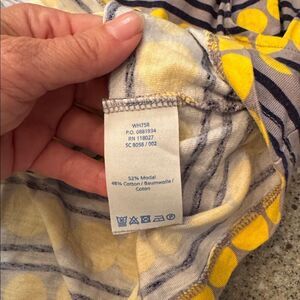 WH758
P.O. 0881934
RN 118027
SC 8058 / 002
52% Modal
48% Cotton / Baumwolle /
Coton